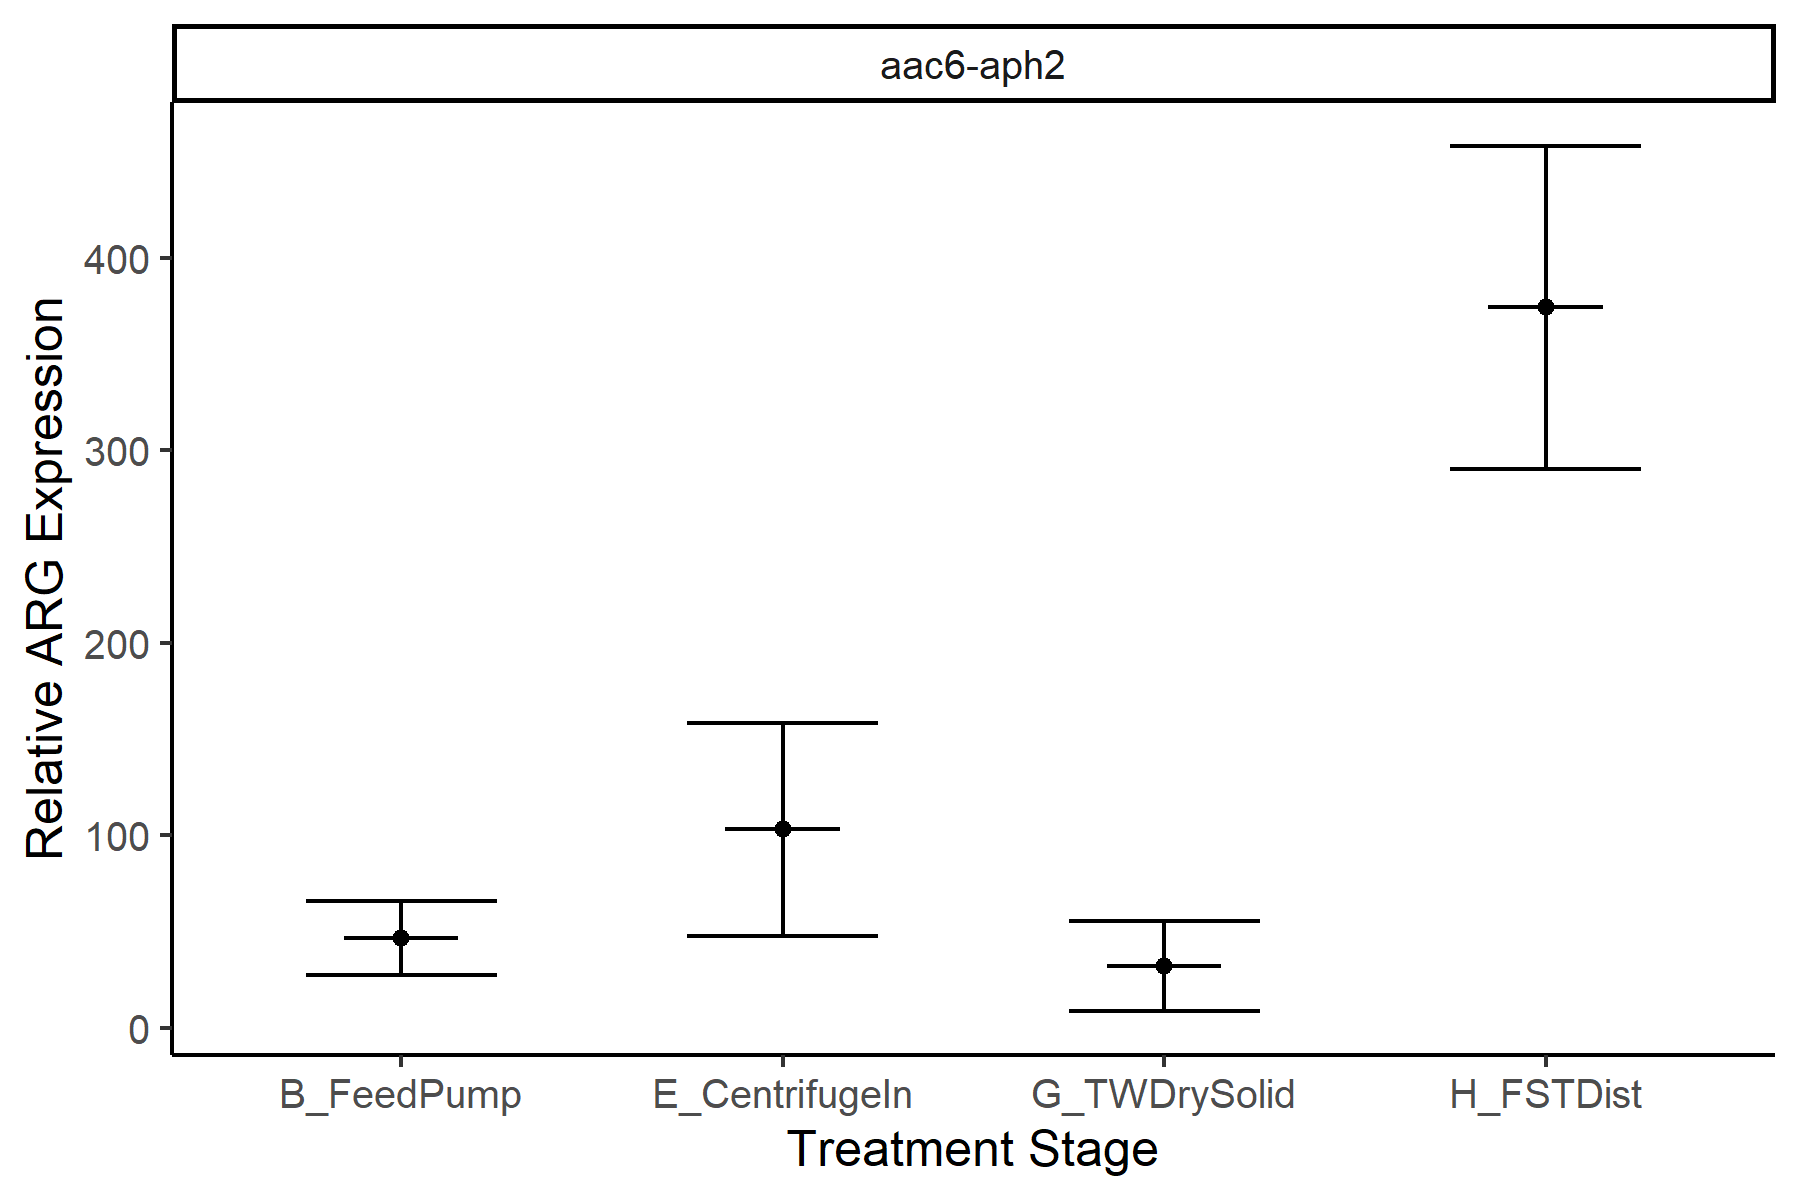 aac6-aph2
Relative ARG Expression
400
300
200
100
0
B_FeedPump E_CentrifugeIn G_TWDrySolid H_FSTDist
Treatment Stage